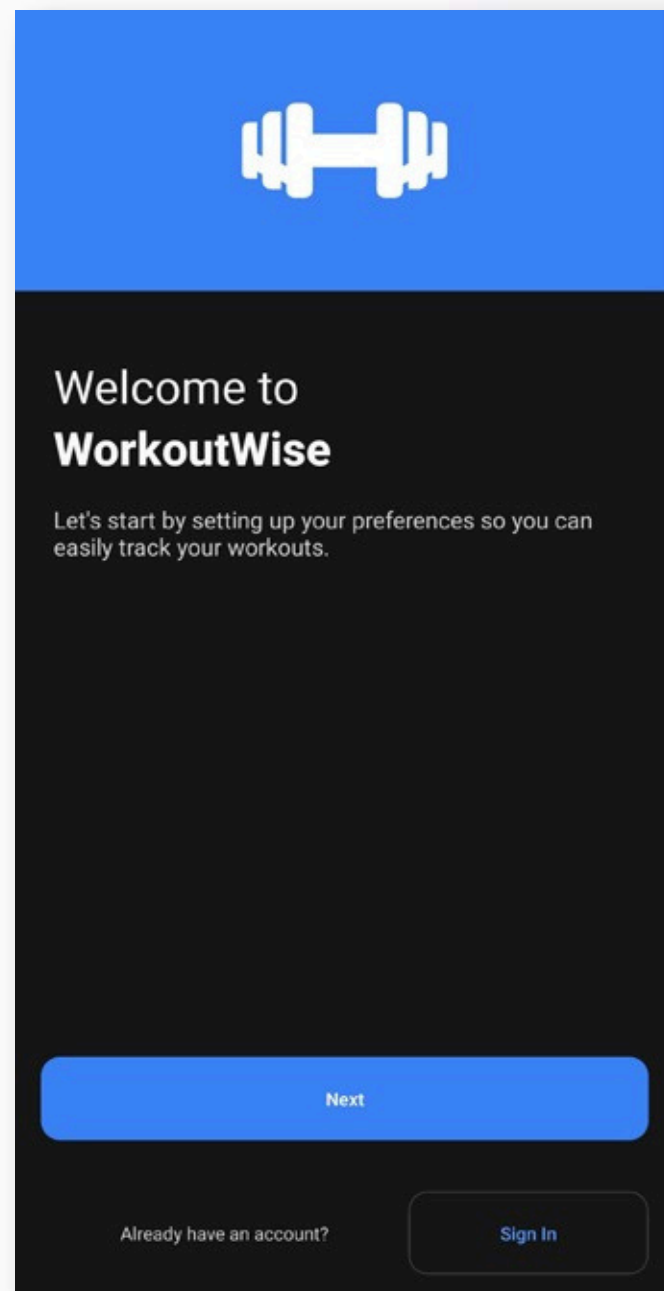 Welcome to
WorkoutWise
Let's start by setting up your preferences so you can
easily track your workouts.
Next
Already have an account?
Sign In